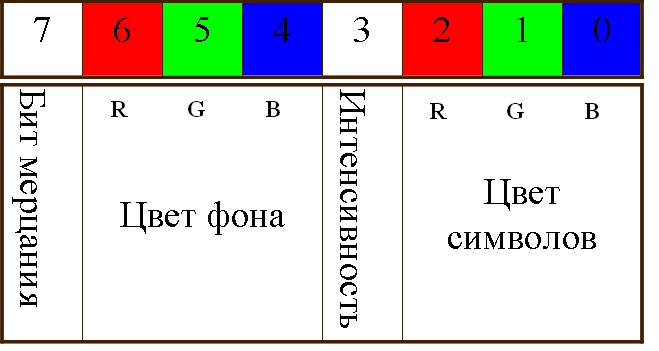 7 6 5 4 3 2 1 0
Бит мерцания
R G B
Цвет фона
Интенсивность
R G B
Цвет
символов